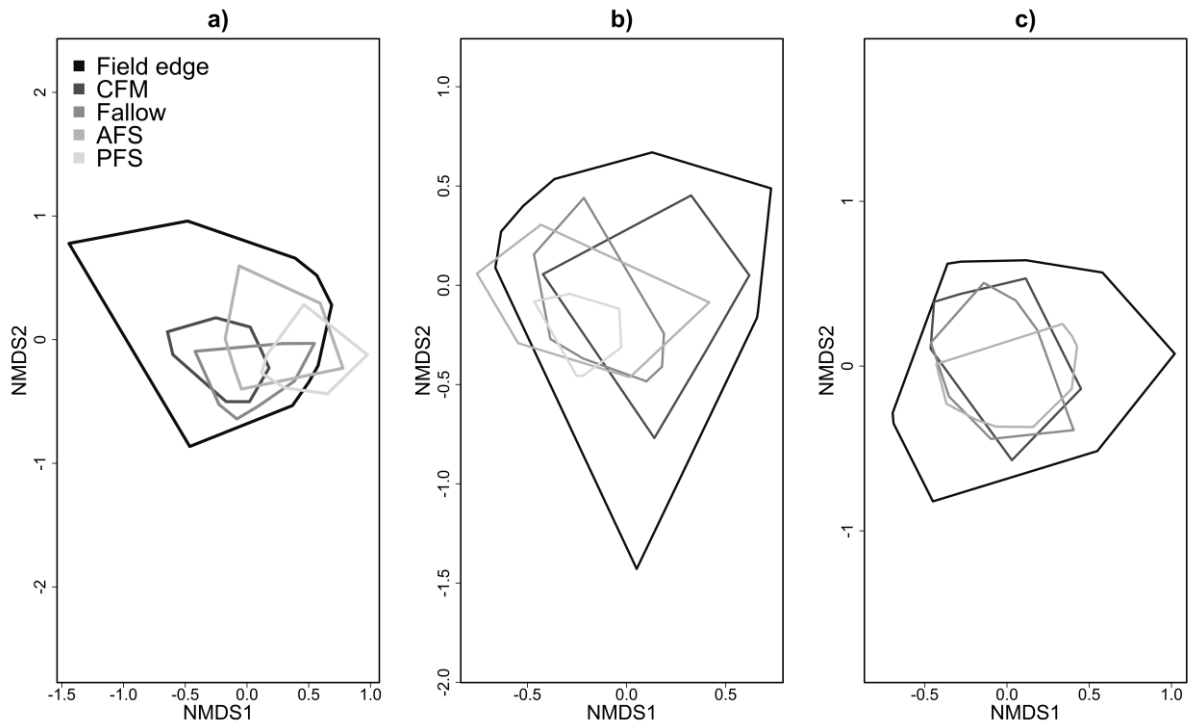 a)
Field edge
CFM
Fallow
AFS
PFS
2
1
0
-1
-2
NMDS2
-1.5 -1.0 -0.5 0.0 0.5 1.0
NMDS1
b)
1.0
0.5
0.0
-0.5
-1.0
-1.5
-2.0
NMDS2
-0.5 0.0 0.5
NMDS1
c)
1
0
-1
NMDS2
-0.5 0.0 0.5 1.0
NMDS1